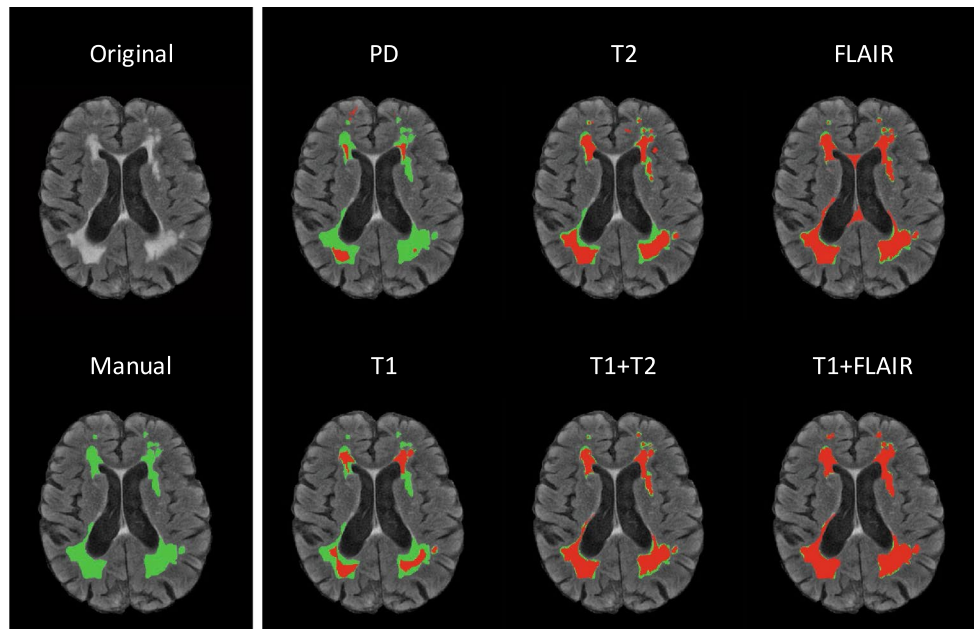 Original
PD
T2
FLAIR
Manual
T1
T1+T2
T1+FLAIR